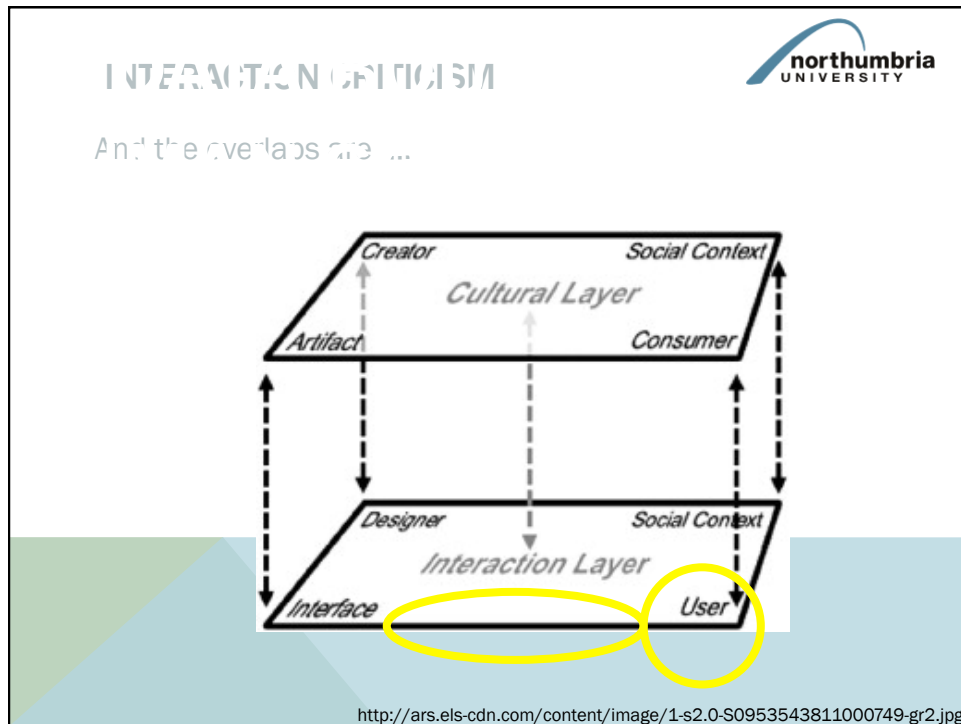 northumbria
UNIVERSITY
INTERACTION CRITICISM
And the overlaps are ...
Creator
Social Context
Cultural Layer
Artifact
Consumer
Designer
Social Context
Interaction Layer
Interface
User
http://ars.els-cdn.com/content/image/1-s2.0-S0953543811000749-gr2.jpg